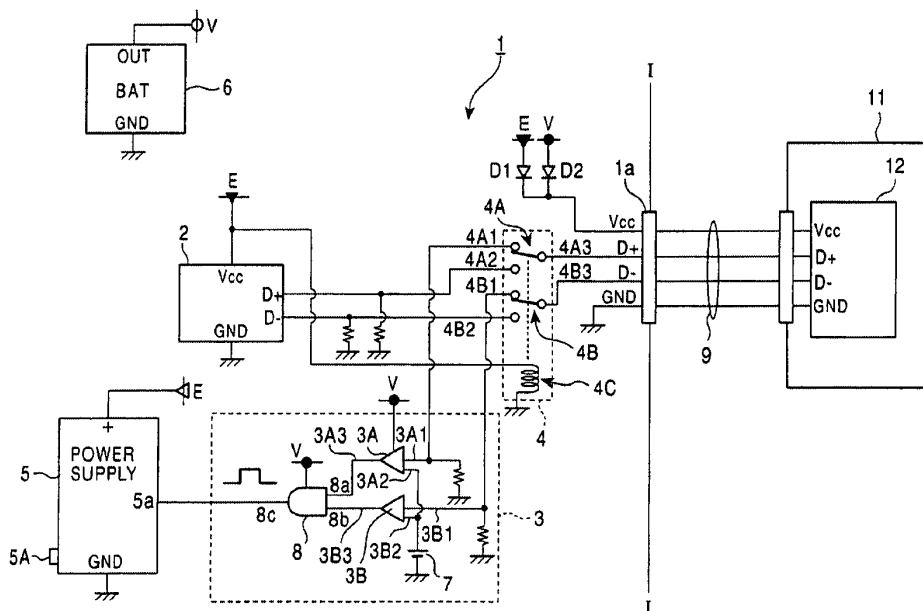 V
OUT
BAT
GND
6
1
E V
D1 D2
I
11
1a
12
Vcc
Vcc
D+
D+
D-
D-
GND
GND
9
E
2
Vcc
D+
D-
GND
4A
4A1
4A2
4A3
4B1
4B3
4B2
4B
4C
4
E
+
POWER
SUPPLY
5
5a
5A
GND
V
V
3A3
3A
3A1
3A2
8a
8c
8b
8
3B3
3B
3B2
3B1
7
3
I